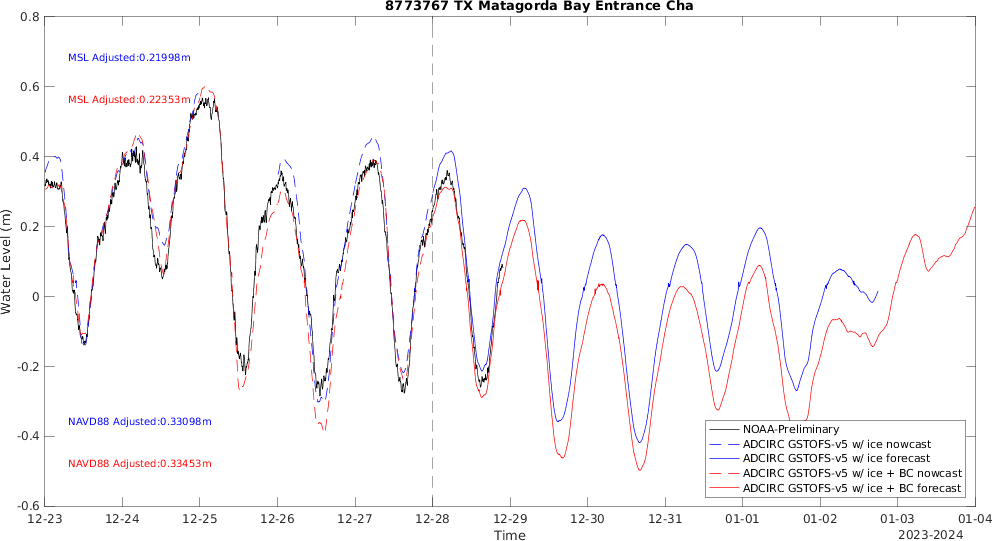 8773767 TX Matagorda Bay Entrance Cha
0.8
0.6
0.4
0.2
0
-0.2
-0.4
-0.6
Water Level (m)
MSL Adjusted:0.21998m
MSL Adjusted:0.22353m
NAVD88 Adjusted:0.33098m
NAVD88 Adjusted:0.33453m
NOAA-Preliminary
ADCIRC GSTOFS-v5 w/ ice nowcast
ADCIRC GSTOFS-v5 w/ ice forecast
ADCIRC GSTOFS-v5 w/ ice + BC nowcast
ADCIRC GSTOFS-v5 w/ ice + BC forecast
12-23 12-24 12-25 12-26 12-27 12-28 12-29 12-30 12-31 01-01 01-02 01-03 01-04
Time
2023-2024